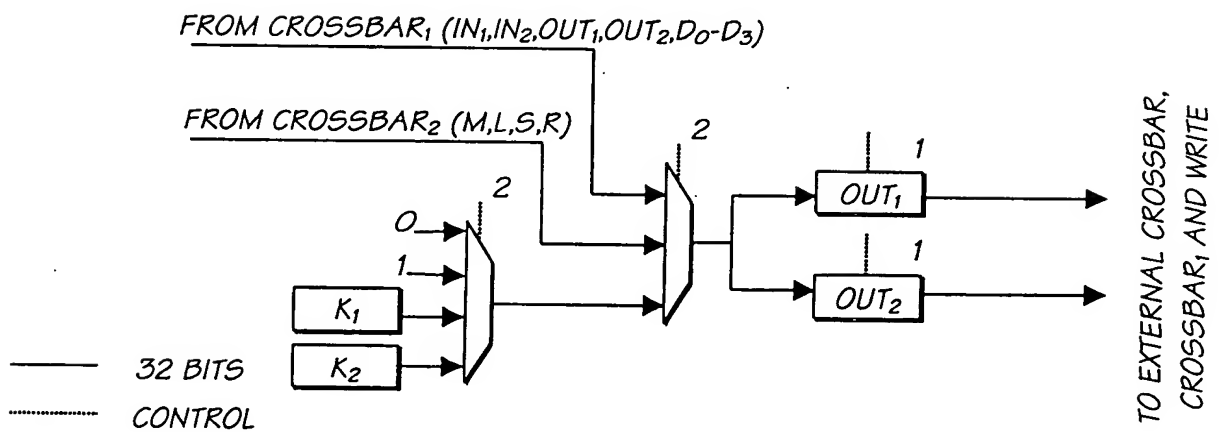 FROM CROSSBAR₁ (IN₁,IN₂,OUT₁,OUT₂,D₀-D₃)
FROM CROSSBAR₂ (M,L,S,R)
2
2
1
0
1
K₁
K₂
OUT₁
1
OUT₂
TO EXTERNAL CROSSBAR,
CROSSBAR₁ AND WRITE
32 BITS
CONTROL